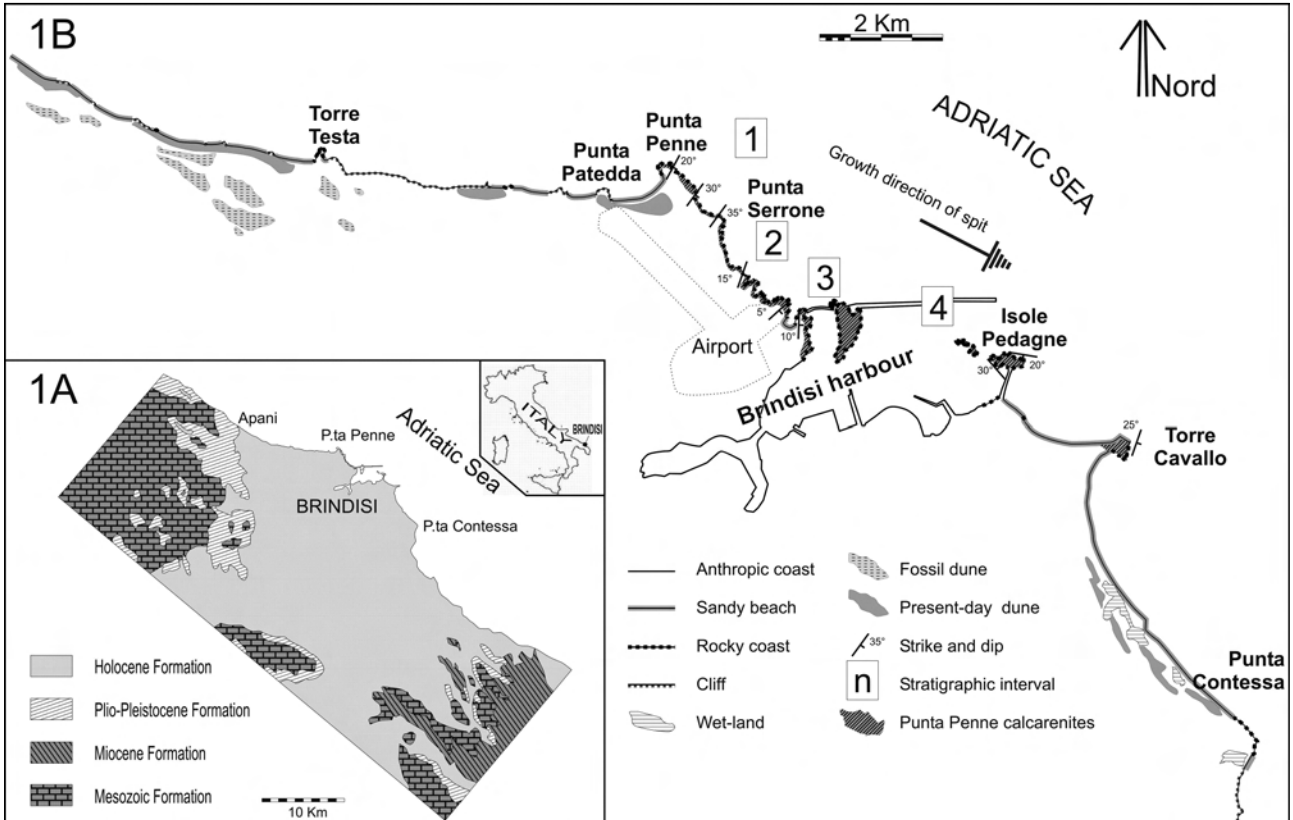 1B
2 Km
Nord
ADRIATIC SEA
Growth direction of spit
Torre
Testa
Punta
Patedda
Punta
Penne
20°
1
30°
35°
Punta
Serrone
2
15°
3
5°
10°
4
Airport
Isole
Pedagne
30°
20°
Brindisi harbour
25°
Torre
Cavallo
Punta
Contessa
Anthropic coast
Sandy beach
Rocky coast
Cliff
Wet-land
Fossil dune
Present-day dune
35°
Strike and dip
n
Stratigraphic interval
Punta Penne calcarenites
1A
Apani
P.ta Penne
Adriatic Sea
BRINDISI
P.ta Contessa
ITALY
BRINDISI
Holocene Formation
Plio-Pleistocene Formation
Miocene Formation
Mesozoic Formation
10 Km